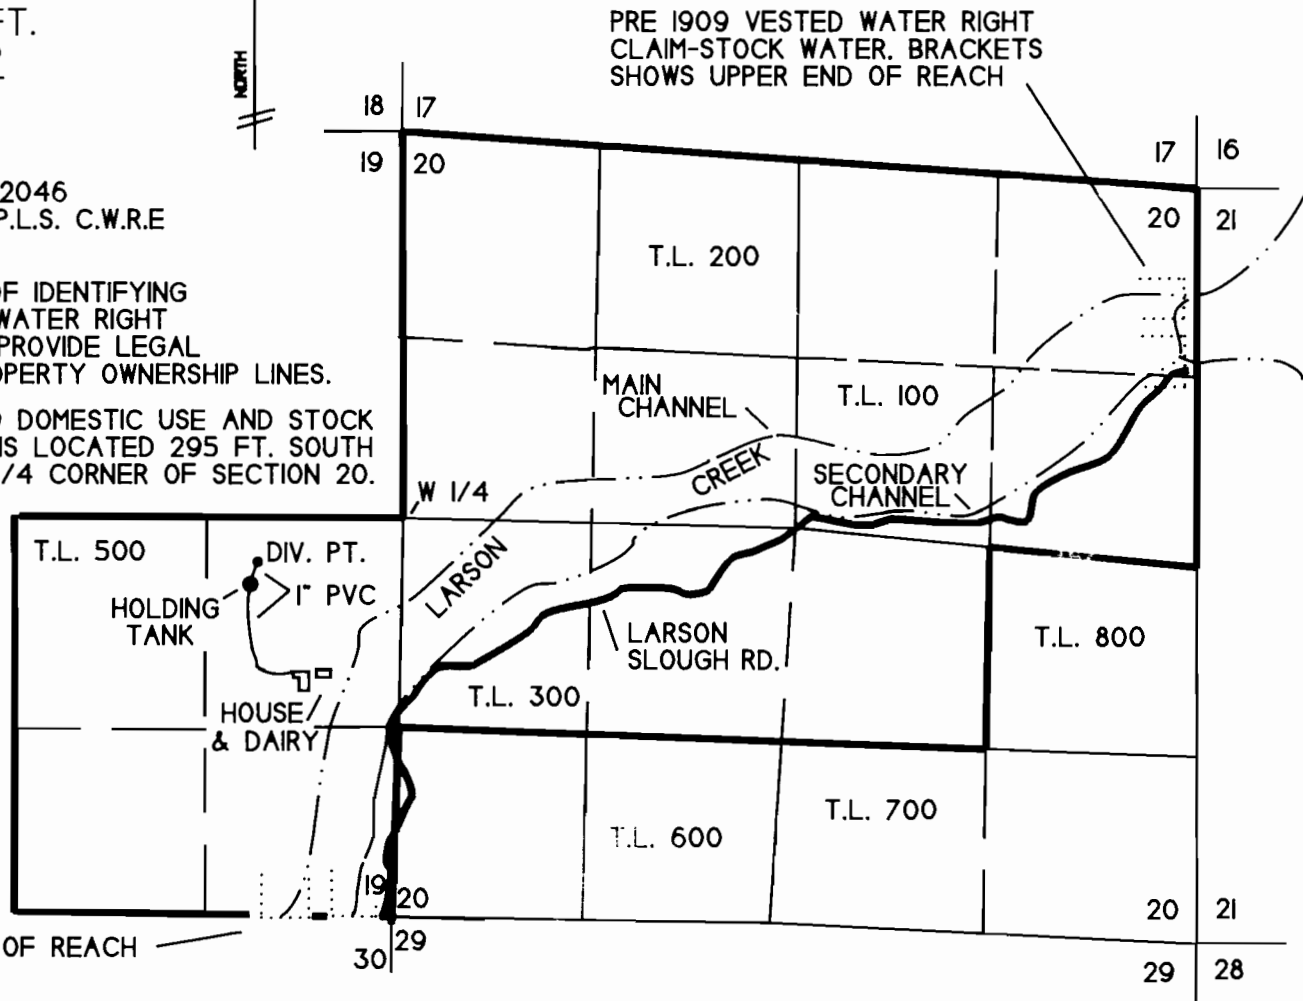 FT.
NORTH
PRE 1909 VESTED WATER RIGHT
CLAIM-STOCK WATER. BRACKETS
SHOWS UPPER END OF REACH
18 17
19 20
17 16
20 21
2046
P.L.S. C.W.R.E
OF IDENTIFYING
WATER RIGHT
PROVIDE LEGAL
OPERTY OWNERSHIP LINES.
DOMESTIC USE AND STOCK
IS LOCATED 295 FT. SOUTH
1/4 CORNER OF SECTION 20.
T.L. 200
MAIN
CHANNEL
T.L. 100
CREEK
SECONDARY
CHANNEL
W 1/4
LARSON
T.L. 500
DIV. PT.
1" PVC
HOLDING
TANK
LARSON
SLOUGH RD.
T.L. 800
T.L. 300
HOUSE
& DAIRY
T.L. 700
T.L. 600
19 20
30 29
20 21
29 28
OF REACH